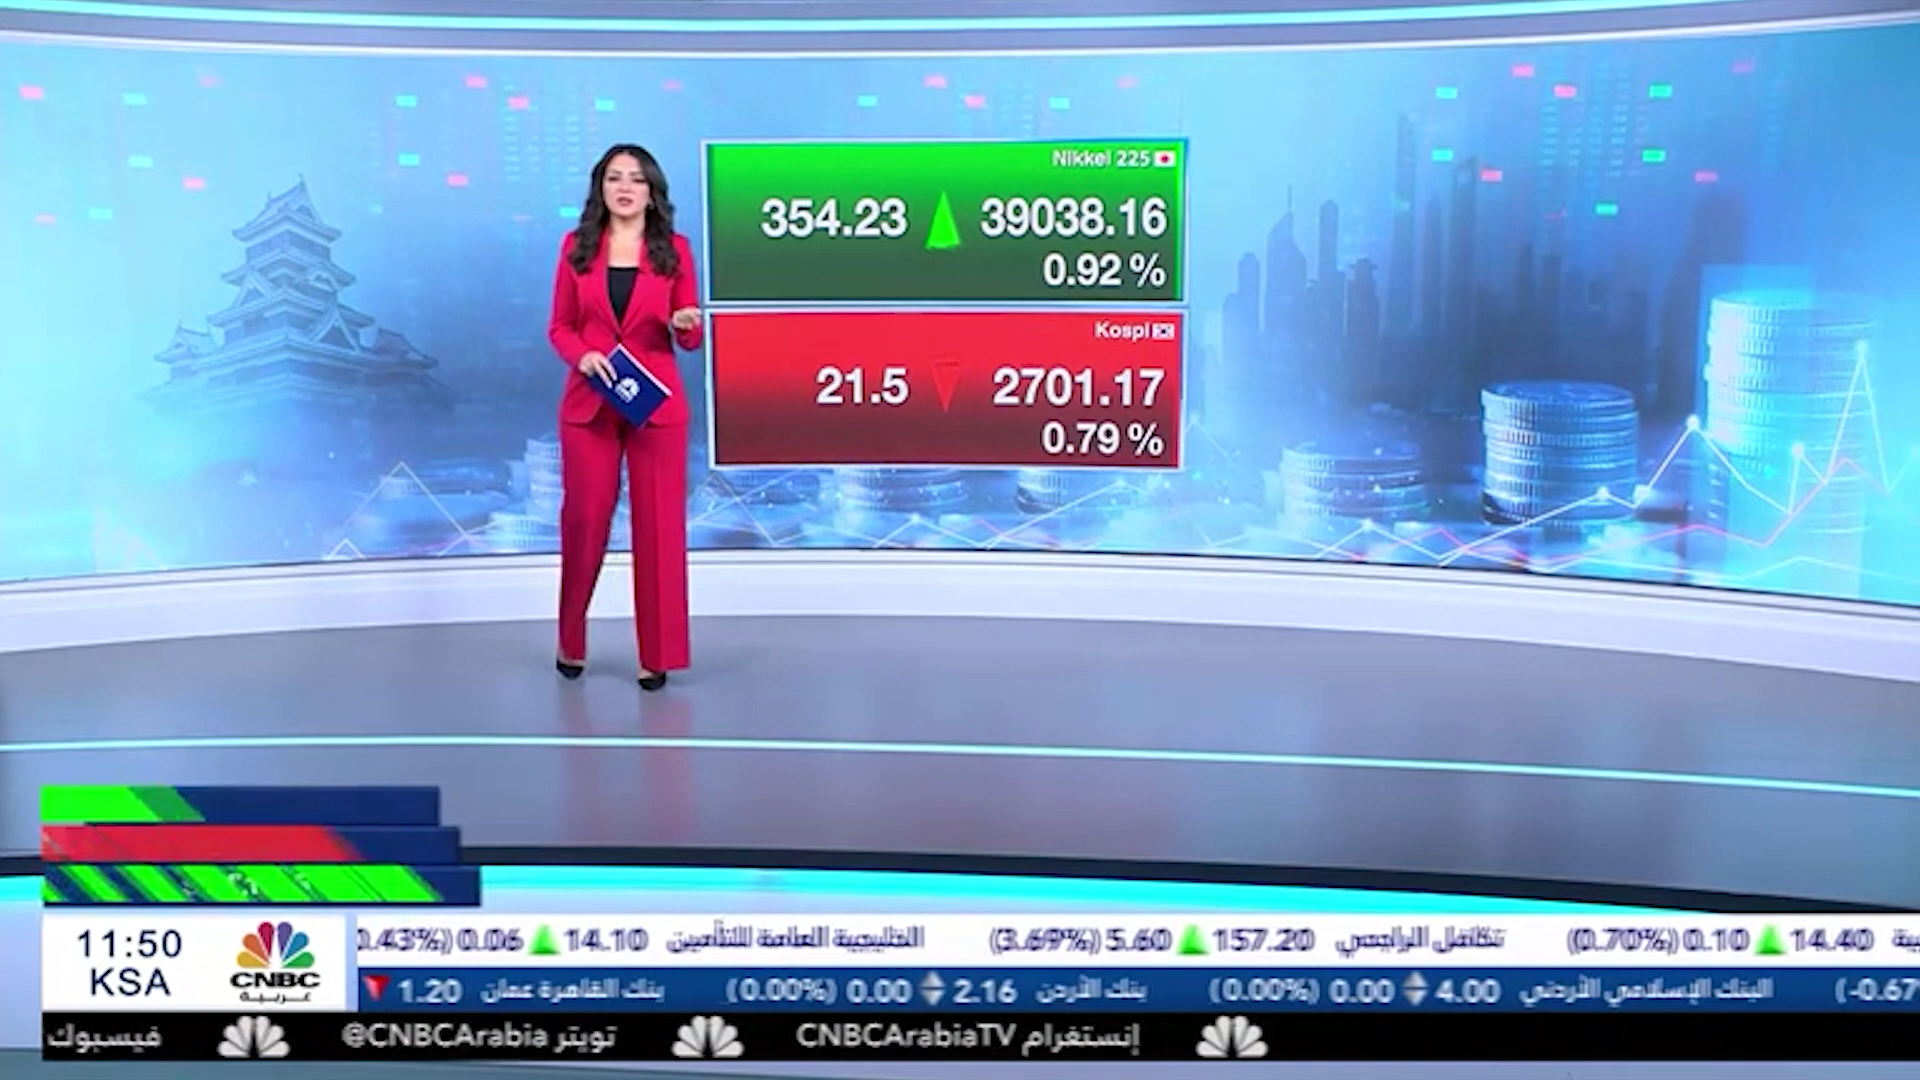 Nikkei 225
354.23 ▲ 39038.16
0.92 %
Kospi
21.5 ▼ 2701.17
0.79 %
11:50
KSA
CNBC
عربية
14.40 ▲ 0.10 (0.70%) تكافل الراجحي 157.20 ▲ 5.60 (3.69%) الخليجية العامة للتأمين 14.10 ▲ 0.06 0.43%)
(-0.67 البنك الإسلامي الأردني 4.00 0.00 (0.00%) بنك الأردن 2.16 0.00 (0.00%) بنك القاهرة عمان 1.20 ▼
إنستغرام CNBCArabiaTV تويتر @CNBCArabia فيسبوك